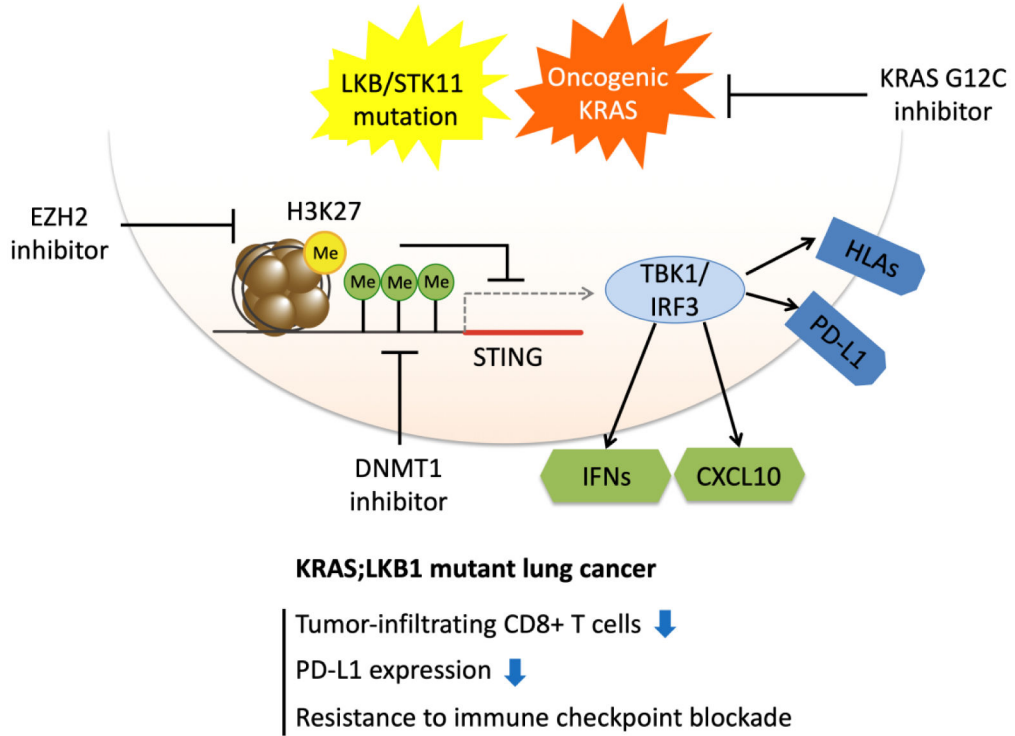 LKB/STK11
mutation
Oncogenic
KRAS
KRAS G12C
inhibitor
EZH2
inhibitor
H3K27
Me
Me Me Me
TBK1/
IRF3
HLAs
PD-L1
STING
DNMT1
inhibitor
IFNs
CXCL10
KRAS;LKB1 mutant lung cancer
Tumor-infiltrating CD8+ T cells
PD-L1 expression
Resistance to immune checkpoint blockade